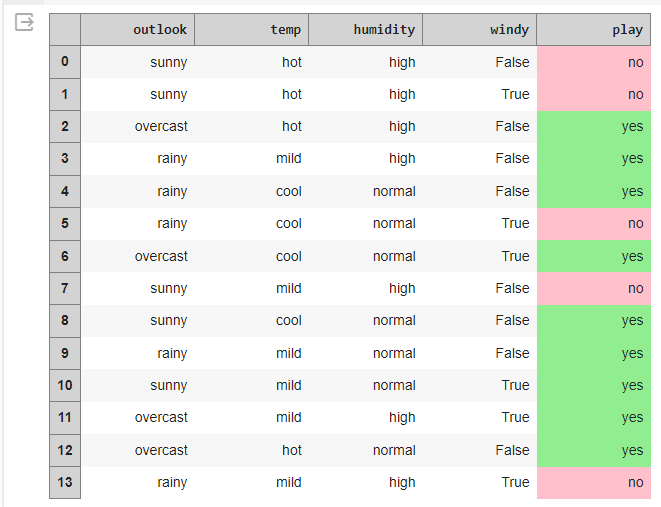 outlook temp humidity windy play
0 sunny hot high False no
1 sunny hot high True no
2 overcast hot high False yes
3 rainy mild high False yes
4 rainy cool normal False yes
5 rainy cool normal True no
6 overcast cool normal True yes
7 sunny mild high False no
8 sunny cool normal False yes
9 rainy mild normal False yes
10 sunny mild normal True yes
11 overcast mild high True yes
12 overcast hot normal False yes
13 rainy mild high True no